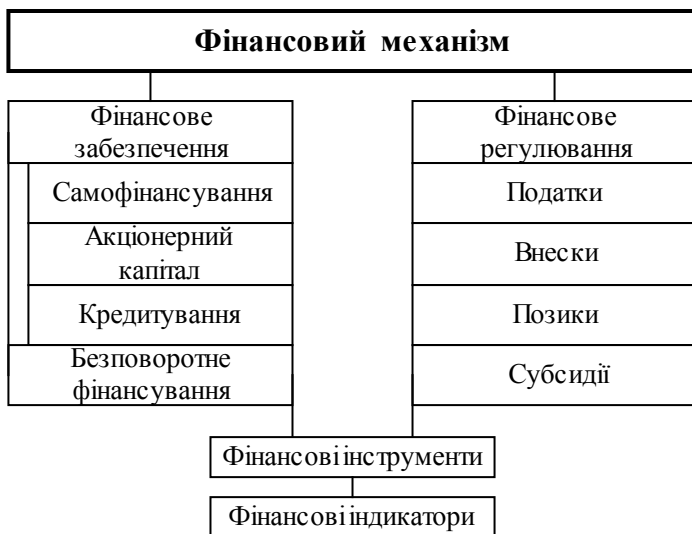 Фінансовий механізм
Фінансове
забезпечення
Самофінансування
Акціонерний
капітал
Кредитування
Безповоротне
фінансування
Фінансове
регулювання
Податки
Внески
Позики
Субсидії
Фінансові інструменти
Фінансові індикатори